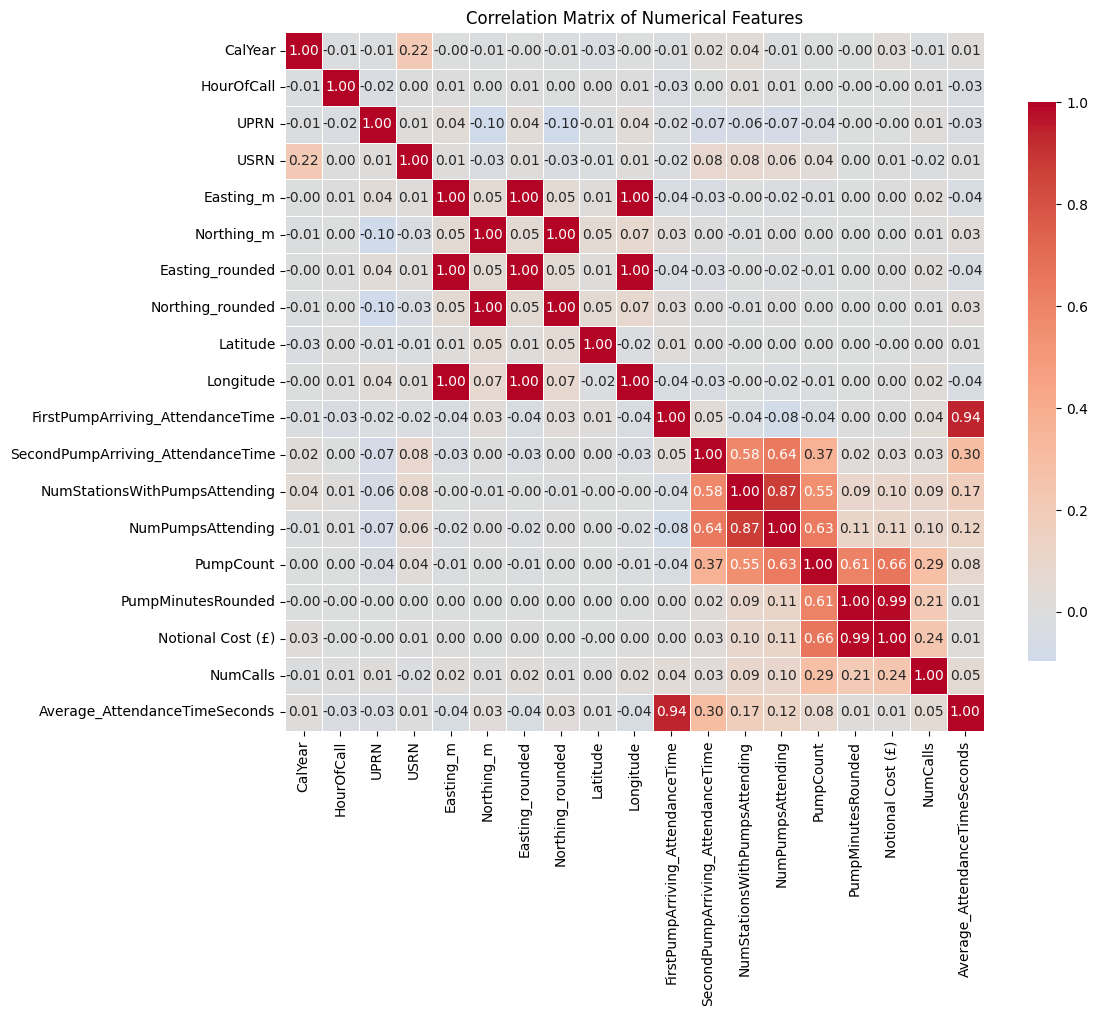 Correlation Matrix of Numerical Features
CalYear 1.00 -0.01 -0.01 0.22 -0.00 -0.01 -0.00 -0.01 -0.03 -0.00 -0.01 0.02 0.04 -0.01 0.00 -0.00 0.03 -0.01 0.01
HourOfCall -0.01 1.00 -0.02 0.00 0.01 0.00 0.01 0.00 0.00 0.01 -0.03 0.00 0.01 0.01 0.00 -0.00 -0.00 0.01 -0.03
UPRN -0.01 -0.02 1.00 0.01 0.04 -0.10 0.04 -0.10 -0.01 0.04 -0.02 -0.07 -0.06 -0.07 -0.04 -0.00 -0.00 0.01 -0.03
USRN 0.22 0.00 0.01 1.00 0.01 -0.03 0.01 -0.03 -0.01 0.01 -0.02 0.08 0.08 0.06 0.04 0.00 0.01 -0.02 0.01
Easting_m -0.00 0.01 0.04 0.01 1.00 0.05 1.00 0.05 0.01 1.00 -0.04 -0.03 -0.00 -0.02 -0.01 0.00 0.00 0.02 -0.04
Northing_m -0.01 0.00 -0.10 -0.03 0.05 1.00 0.05 1.00 0.05 0.07 0.03 0.00 -0.01 0.00 0.00 0.00 0.00 0.01 0.03
Easting_rounded -0.00 0.01 0.04 0.01 1.00 0.05 1.00 0.05 0.01 1.00 -0.04 -0.03 -0.00 -0.02 -0.01 0.00 0.00 0.02 -0.04
Northing_rounded -0.01 0.00 -0.10 -0.03 0.05 1.00 0.05 1.00 0.05 0.07 0.03 0.00 -0.01 0.00 0.00 0.00 0.00 0.01 0.03
Latitude -0.03 0.00 -0.01 -0.01 0.01 0.05 0.01 0.05 1.00 -0.02 0.01 0.00 -0.00 0.00 0.00 0.00 -0.00 0.00 0.01
Longitude -0.00 0.01 0.04 0.01 1.00 0.07 1.00 0.07 -0.02 1.00 -0.04 -0.03 -0.00 -0.02 -0.01 0.00 0.00 0.02 -0.04
FirstPumpArriving_AttendanceTime -0.01 -0.03 -0.02 -0.02 -0.04 0.03 -0.04 0.03 0.01 -0.04 1.00 0.05 -0.04 -0.08 -0.04 0.00 0.00 0.04 0.94
SecondPumpArriving_AttendanceTime 0.02 0.00 -0.07 0.08 -0.03 0.00 -0.03 0.00 0.00 -0.03 0.05 1.00 0.58 0.64 0.37 0.02 0.03 0.03 0.30
NumStationsWithPumpsAttending 0.04 0.01 -0.06 0.08 -0.00 -0.01 -0.00 -0.01 -0.00 -0.00 -0.04 0.58 1.00 0.87 0.55 0.09 0.10 0.09 0.17
NumPumpsAttending -0.01 0.01 -0.07 0.06 -0.02 0.00 -0.02 0.00 0.00 -0.02 -0.08 0.64 0.87 1.00 0.63 0.11 0.11 0.10 0.12
PumpCount 0.00 0.00 -0.04 0.04 -0.01 0.00 -0.01 0.00 0.00 -0.01 -0.04 0.37 0.55 0.63 1.00 0.61 0.66 0.29 0.08
PumpMinutesRounded -0.00 -0.00 -0.00 0.00 0.00 0.00 0.00 0.00 0.00 0.00 0.00 0.02 0.09 0.11 0.61 1.00 0.99 0.21 0.01
Notional Cost (£) 0.03 -0.00 -0.00 0.01 0.00 0.00 0.00 0.00 -0.00 0.00 0.00 0.03 0.10 0.11 0.66 0.99 1.00 0.24 0.01
NumCalls -0.01 0.01 0.01 -0.02 0.02 0.01 0.02 0.01 0.00 0.02 0.04 0.03 0.09 0.10 0.29 0.21 0.24 1.00 0.05
Average_AttendanceTimeSeconds 0.01 -0.03 -0.03 0.01 -0.04 0.03 -0.04 0.03 0.01 -0.04 0.94 0.30 0.17 0.12 0.08 0.01 0.01 0.05 1.00
CalYear
HourOfCall
UPRN
USRN
Easting_m
Northing_m
Easting_rounded
Northing_rounded
Latitude
Longitude
FirstPumpArriving_AttendanceTime
SecondPumpArriving_AttendanceTime
NumStationsWithPumpsAttending
NumPumpsAttending
PumpCount
PumpMinutesRounded
Notional Cost (£)
NumCalls
Average_AttendanceTimeSeconds
1.0
0.8
0.6
0.4
0.2
0.0